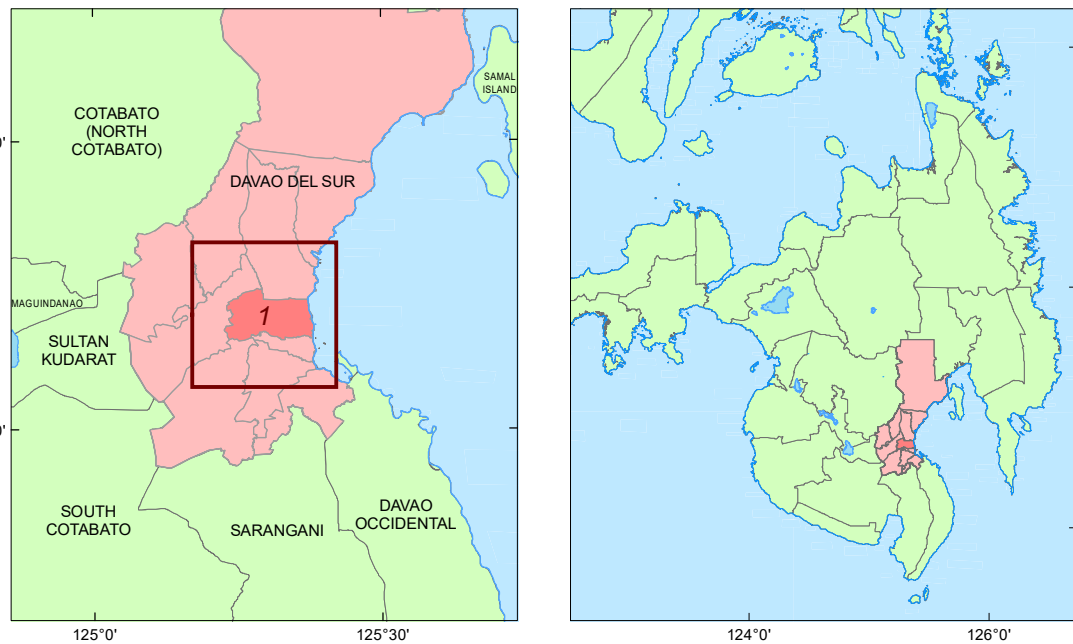 SAMAL
ISLAND
COTABATO
(NORTH
COTABATO)
DAVAO DEL SUR
MAGUINDANAO
1
SULTAN
KUDARAT
SOUTH
COTABATO
SARANGANI
DAVAO
OCCIDENTAL
125°0'
125°30'
124°0'
126°0'